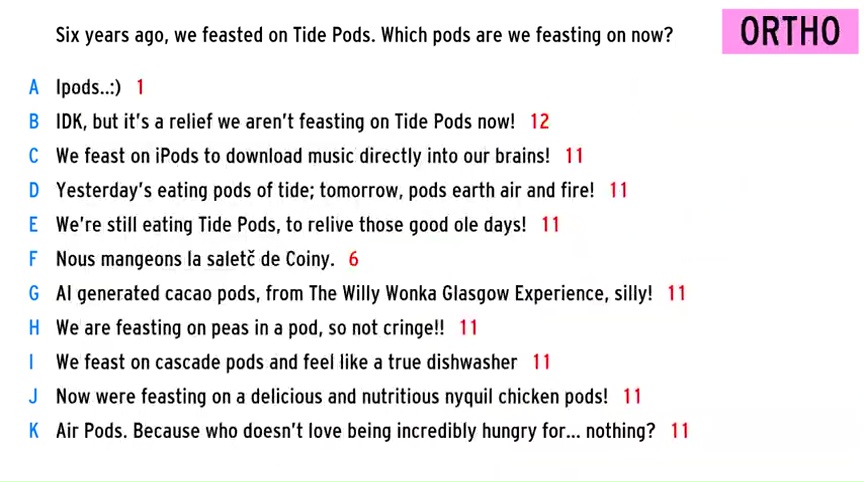 Six years ago, we feasted on Tide Pods. Which pods are we feasting on now?
ORTHO
A Ipods..:) 1
B IDK, but it's a relief we aren't feasting on Tide Pods now! 12
C We feast on iPods to download music directly into our brains! 11
D Yesterday's eating pods of tide; tomorrow, pods earth air and fire! 11
E We're still eating Tide Pods, to relive those good ole days! 11
F Nous mangeons la saletč de Coiny. 6
G AI generated cacao pods, from The Willy Wonka Glasgow Experience, silly! 11
H We are feasting on peas in a pod, so not cringe!! 11
I We feast on cascade pods and feel like a true dishwasher 11
J Now were feasting on a delicious and nutritious nyquil chicken pods! 11
K Air Pods. Because who doesn't love being incredibly hungry for... nothing? 11